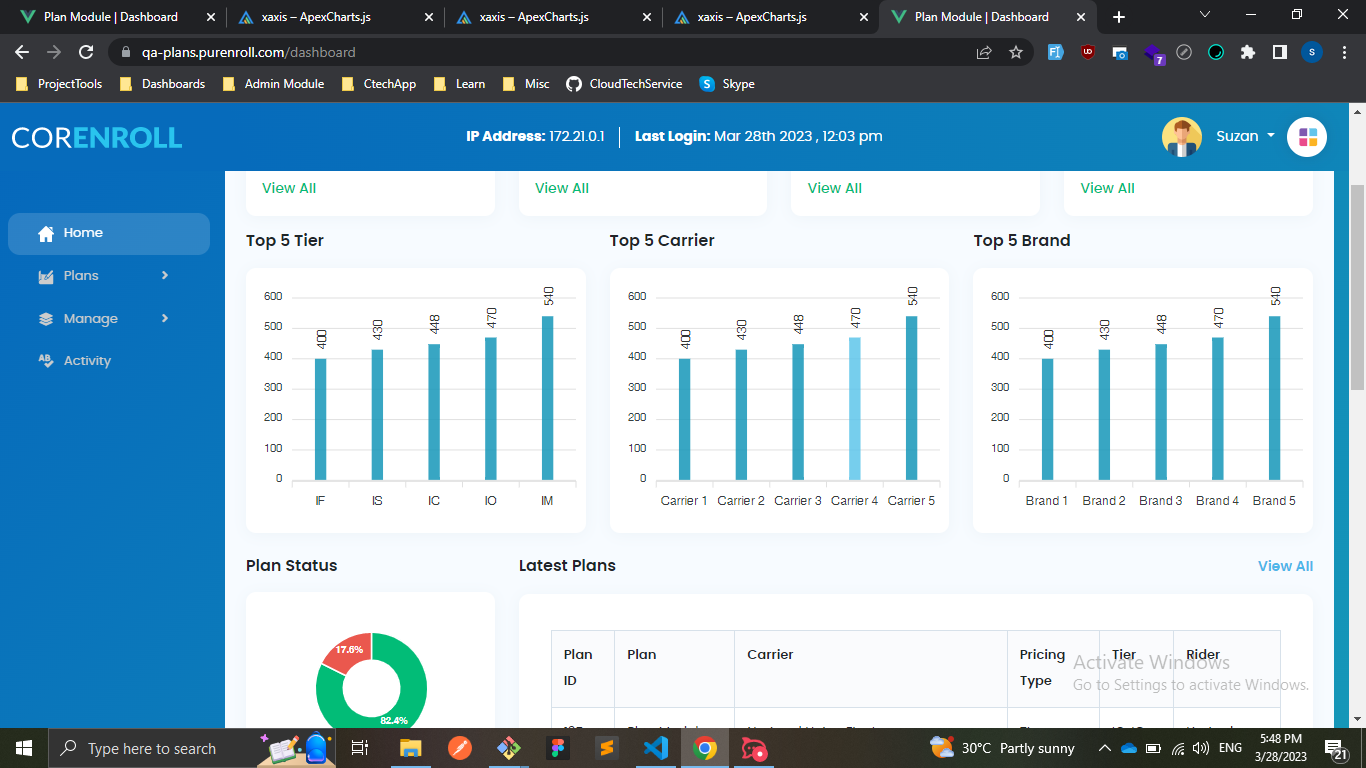 Plan Module | Dashboard
xaxis – ApexCharts.js
xaxis – ApexCharts.js
xaxis – ApexCharts.js
Plan Module | Dashboard
qa-plans.purenroll.com/dashboard
7
S
ProjectTools
Dashboards
Admin Module
CtechApp
Learn
Misc
CloudTechService
Skype
CORENROLL
IP Address: 172.21.0.1
Last Login: Mar 28th 2023 , 12:03 pm
Suzan
Home
Plans
Manage
Activity
View All
View All
View All
View All
Top 5 Tier
600
500
400
300
200
100
0
400
430
448
470
540
IF
IS
IC
IO
IM
Top 5 Carrier
600
500
400
300
200
100
0
400
430
448
470
540
Carrier 1
Carrier 2
Carrier 3
Carrier 4
Carrier 5
Top 5 Brand
600
500
400
300
200
100
0
400
430
448
470
540
Brand 1
Brand 2
Brand 3
Brand 4
Brand 5
Plan Status
17.6%
82.4%
Latest Plans
View All
Plan ID
Plan
Carrier
Pricing Type
Tier
Rider
Activate Windows
Go to Settings to activate Windows.
Type here to search
30°C Partly sunny
ENG
5:48 PM
3/28/2023
21